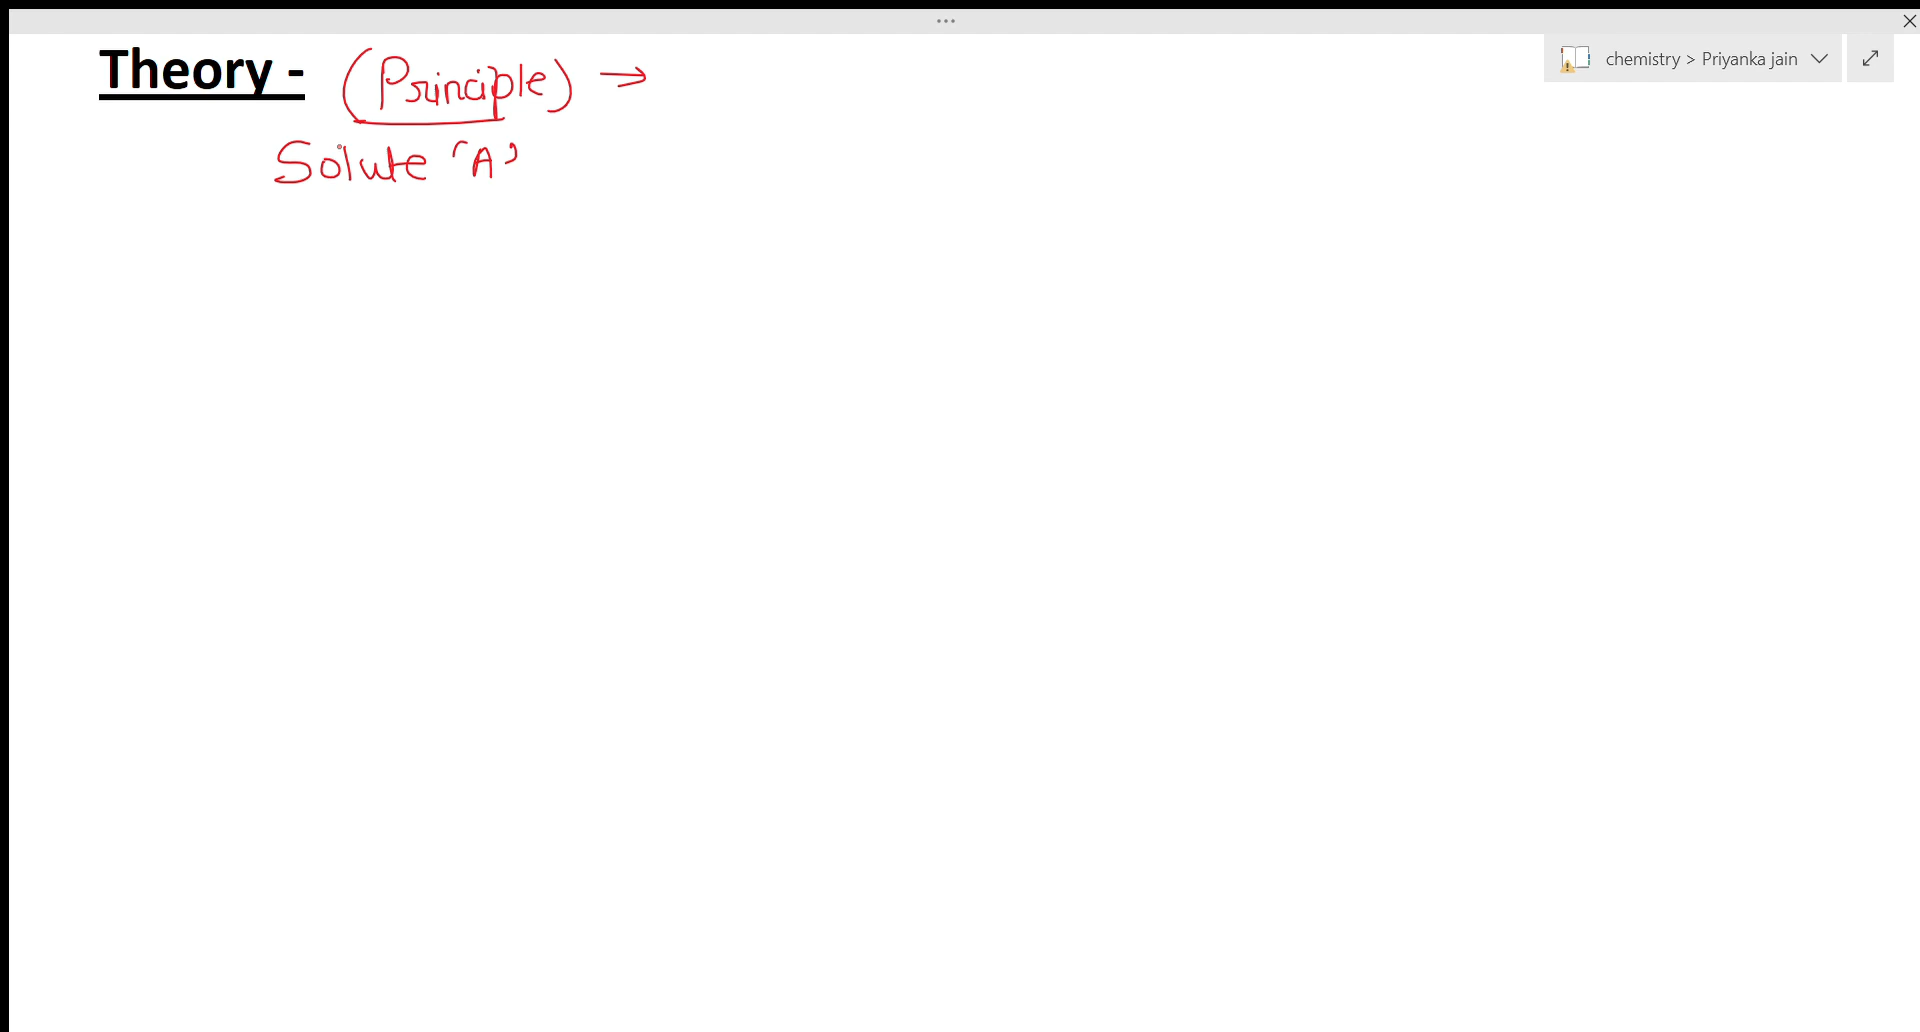 Theory - (Principle) →
chemistry > Priyanka jain
Solute 'A'